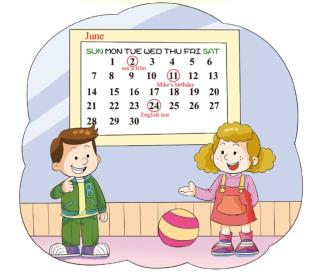 June
SUN MON TUE WED THU FRI SAT
1 2 3 4 5 6
see a film
7 8 9 10 11 12 13
Mike's birthday
14 15 16 17 18 19 20
21 22 23 24 25 26 27
English test
28 29 30
B